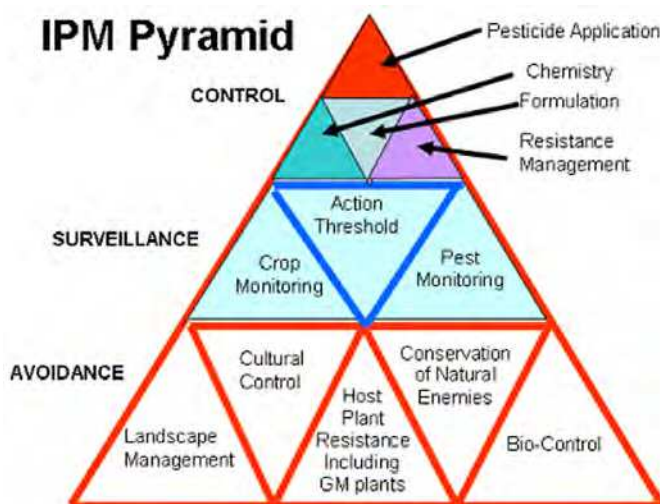 IPM Pyramid
Pesticide Application
Chemistry
CONTROL
Formulation
Resistance
Management
Action
Threshold
SURVEILLANCE
Crop
Monitoring
Pest
Monitoring
AVOIDANCE
Landscape
Management
Cultural
Control
Host
Plant
Resistance
Including
GM plants
Conservation
of Natural
Enemies
Bio-Control